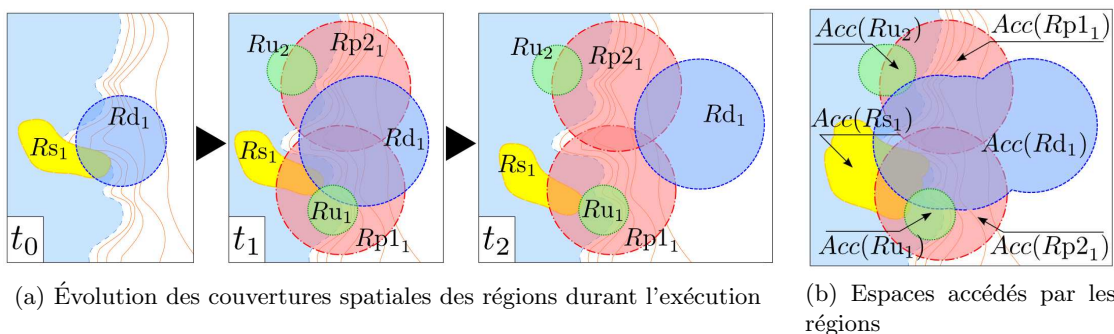 t0
Rs1
Rd1
t1
Ru2
Rp21
Rs1
Rd1
Ru1
Rp11
t2
Ru2
Rp21
Rs1
Rd1
Ru1
Rp11
Acc(Ru2)
Acc(Rp11)
Acc(Rs1)
Acc(Rd1)
Acc(Ru1)
Acc(Rp21)
(a) Évolution des couvertures spatiales des régions durant l'exécution
(b) Espaces accédés par les
régions